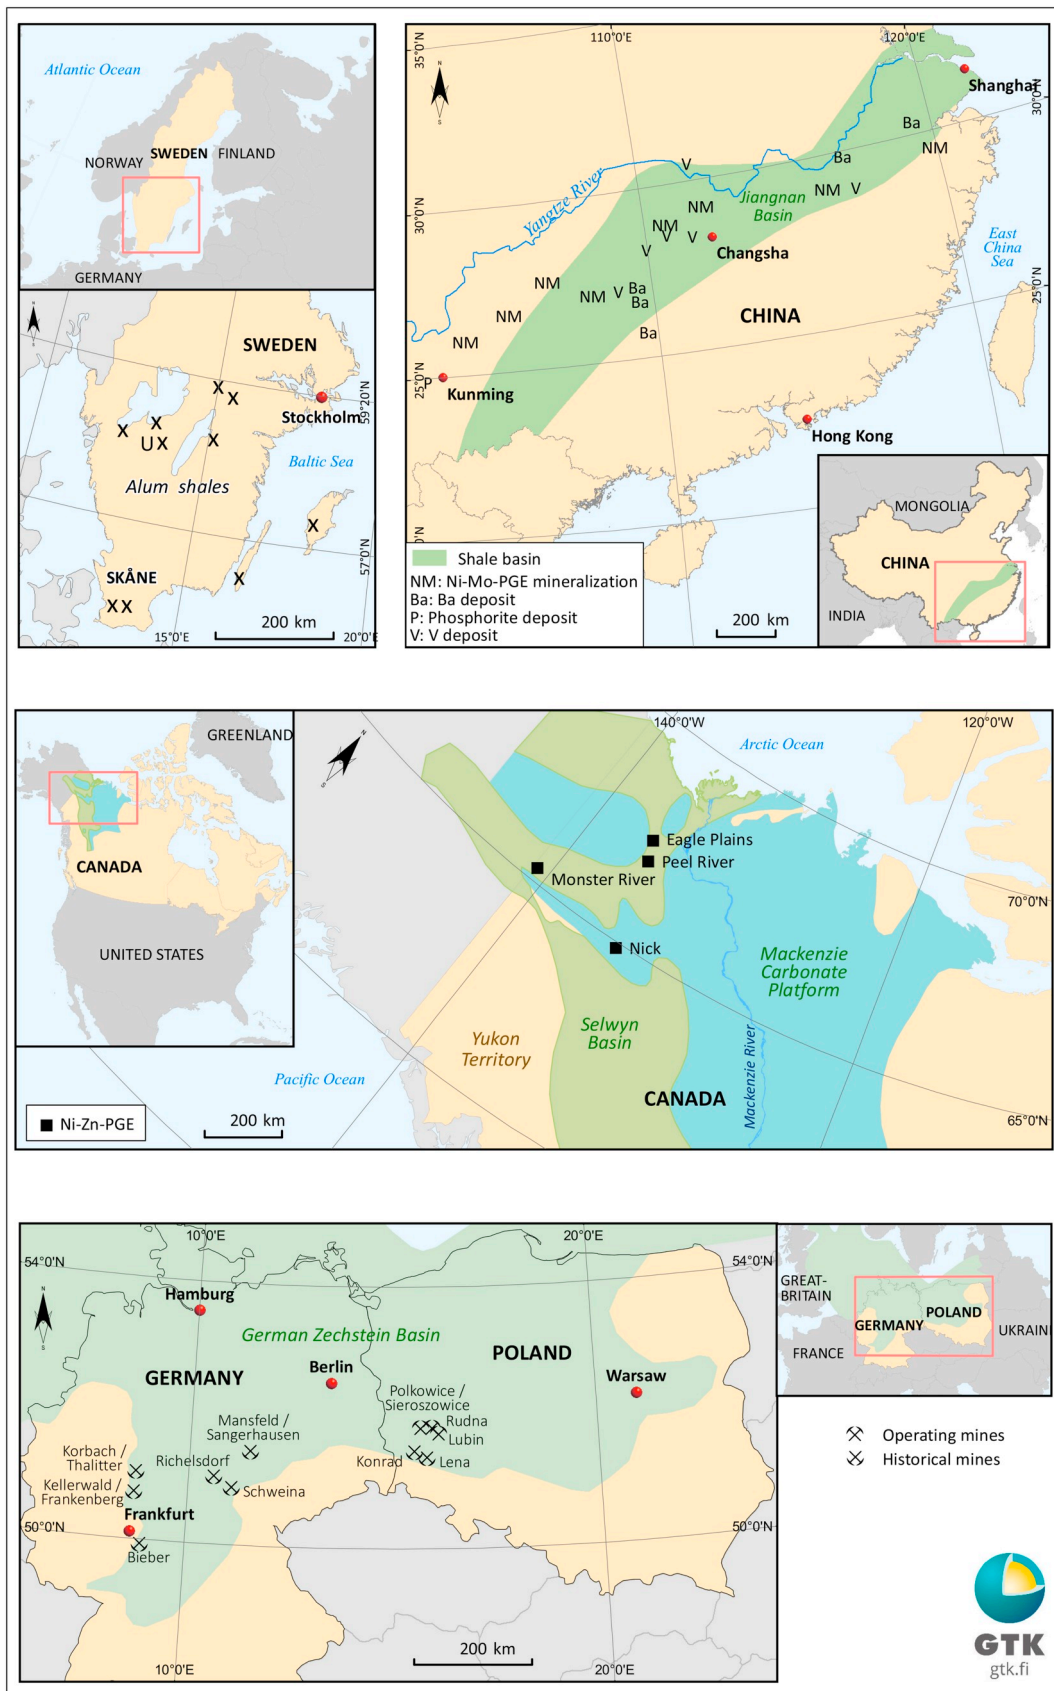 Atlantic Ocean
NORWAY
SWEDEN
FINLAND
GERMANY
N
S
SWEDEN
Stockholm
59°20'N
X
X
X
X
U X
X
Baltic Sea
Alum shales
X
57°0'N
X
SKÅNE
X X
200 km
15°0'E
20°0'E
110°0'E
120°0'E
35°0'N
N
S
Shanghai
30°0'N
Ba
NM
V
Ba
Yangtze River
NM V
Jiangnan
Basin
30°0'N
NM
NM
V V
Changsha
East
China
Sea
V
NM
NM V Ba
Ba
25°0'N
NM
CHINA
Ba
NM
25°0'N
P
Kunming
Hong Kong
Shale basin
NM: Ni-Mo-PGE mineralization
Ba: Ba deposit
P: Phosphorite deposit
V: V deposit
200 km
MONGOLIA
CHINA
INDIA
GREENLAND
CANADA
UNITED STATES
140°0'W
120°0'W
N
S
Arctic Ocean
Eagle Plains
Peel River
Monster River
70°0'N
Nick
Mackenzie
Carbonate
Platform
Selwyn
Basin
Yukon
Territory
Mackenzie River
Pacific Ocean
CANADA
65°0'N
Ni-Zn-PGE
200 km
10°0'E
20°0'E
54°0'N
54°0'N
N
S
Hamburg
German Zechstein Basin
GERMANY
POLAND
Berlin
Warsaw
Polkowice /
Sieroszowice
Rudna
Lubin
Mansfeld /
Sangerhausen
Konrad
Lena
Korbach /
Thalitter
Richelsdorf
Kellerwald /
Frankenberg
Schweina
Frankfurt
50°0'N
50°0'N
Bieber
200 km
10°0'E
20°0'E
GREAT-
BRITAIN
POLAND
GERMANY
UKRAINE
FRANCE
Operating mines
Historical mines
GTK
gtk.fi